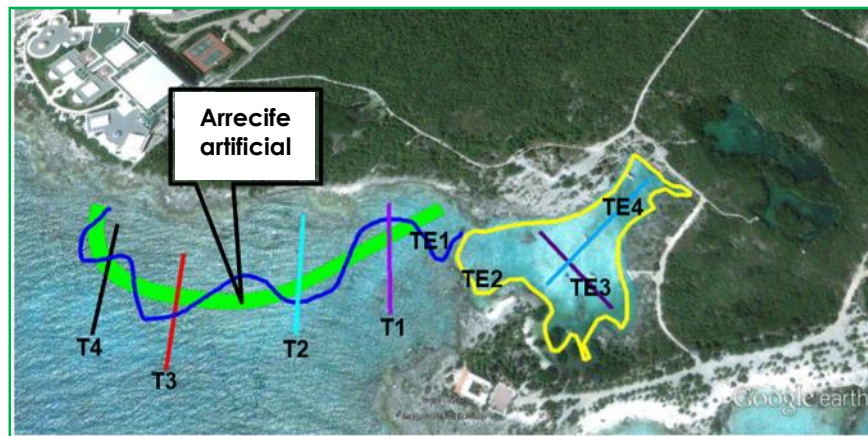 Arrecife
artificial
TE4
TE1
TE2
TE3
T1
T2
T4
T3
Google earth